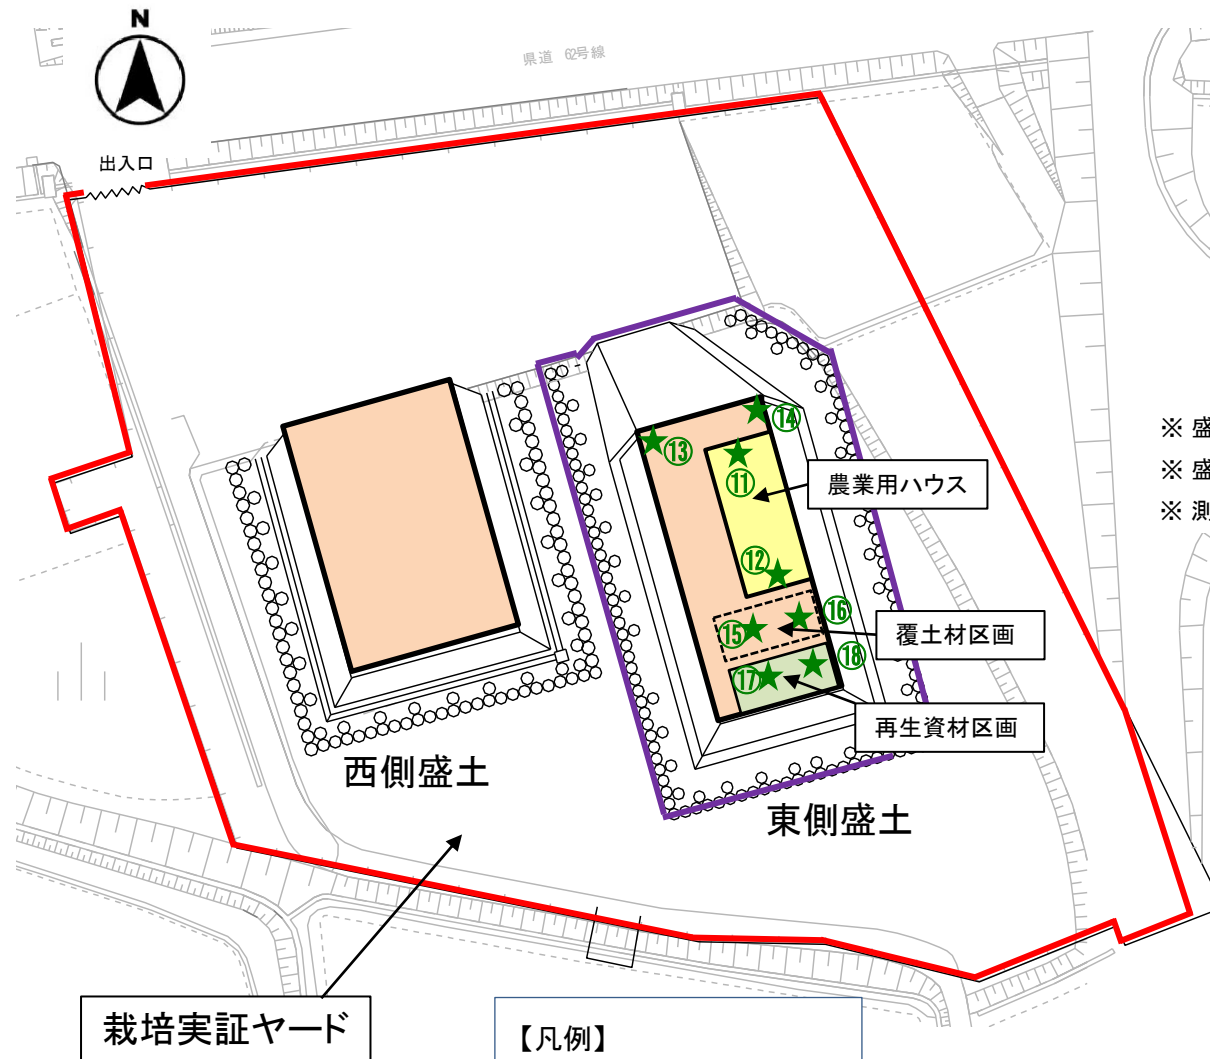 N
県道 62号線
出入口
⑭
⑬
⑪
農業用ハウス
※ 盛
※ 盛
※ 測
⑫
⑯
⑮
覆土材区画
⑱
⑰
再生資材区画
西側盛土
東側盛土
栽培実証ヤード
【凡例】